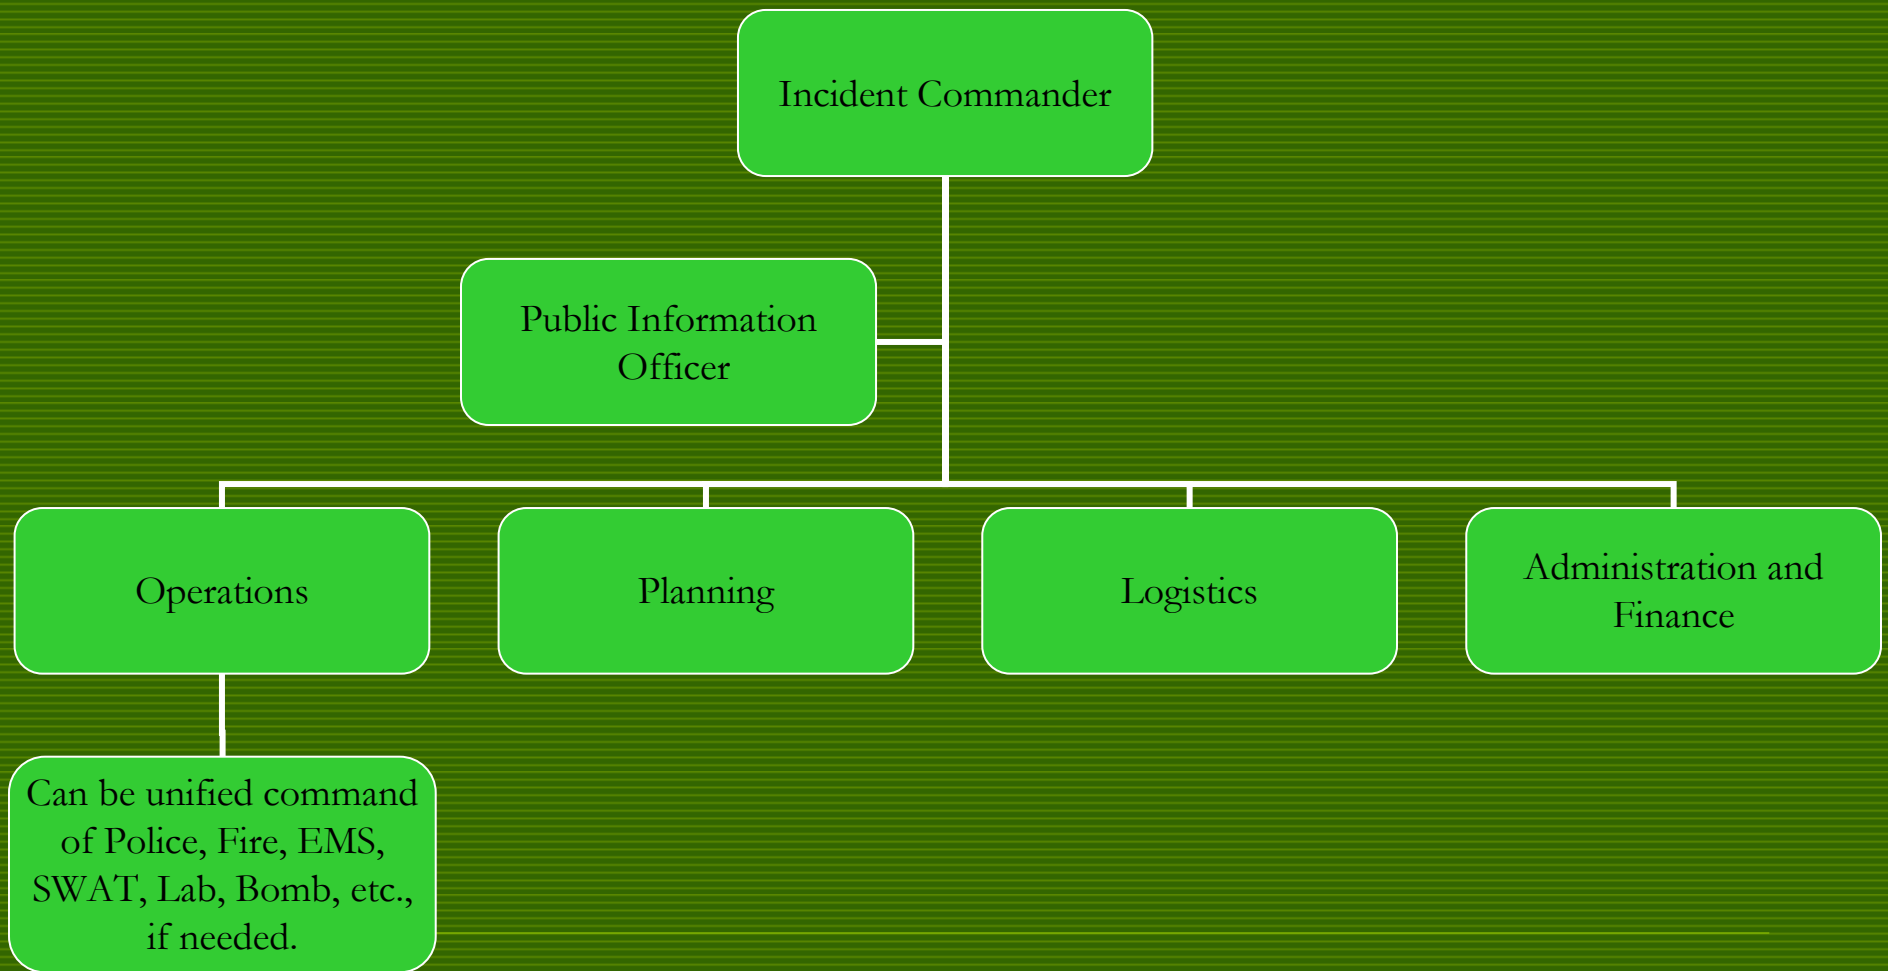 Incident Commander
Public Information
Officer
Operations
Planning
Logistics
Administration and
Finance
Can be unified command
of Police, Fire, EMS,
SWAT, Lab, Bomb, etc.,
if needed.